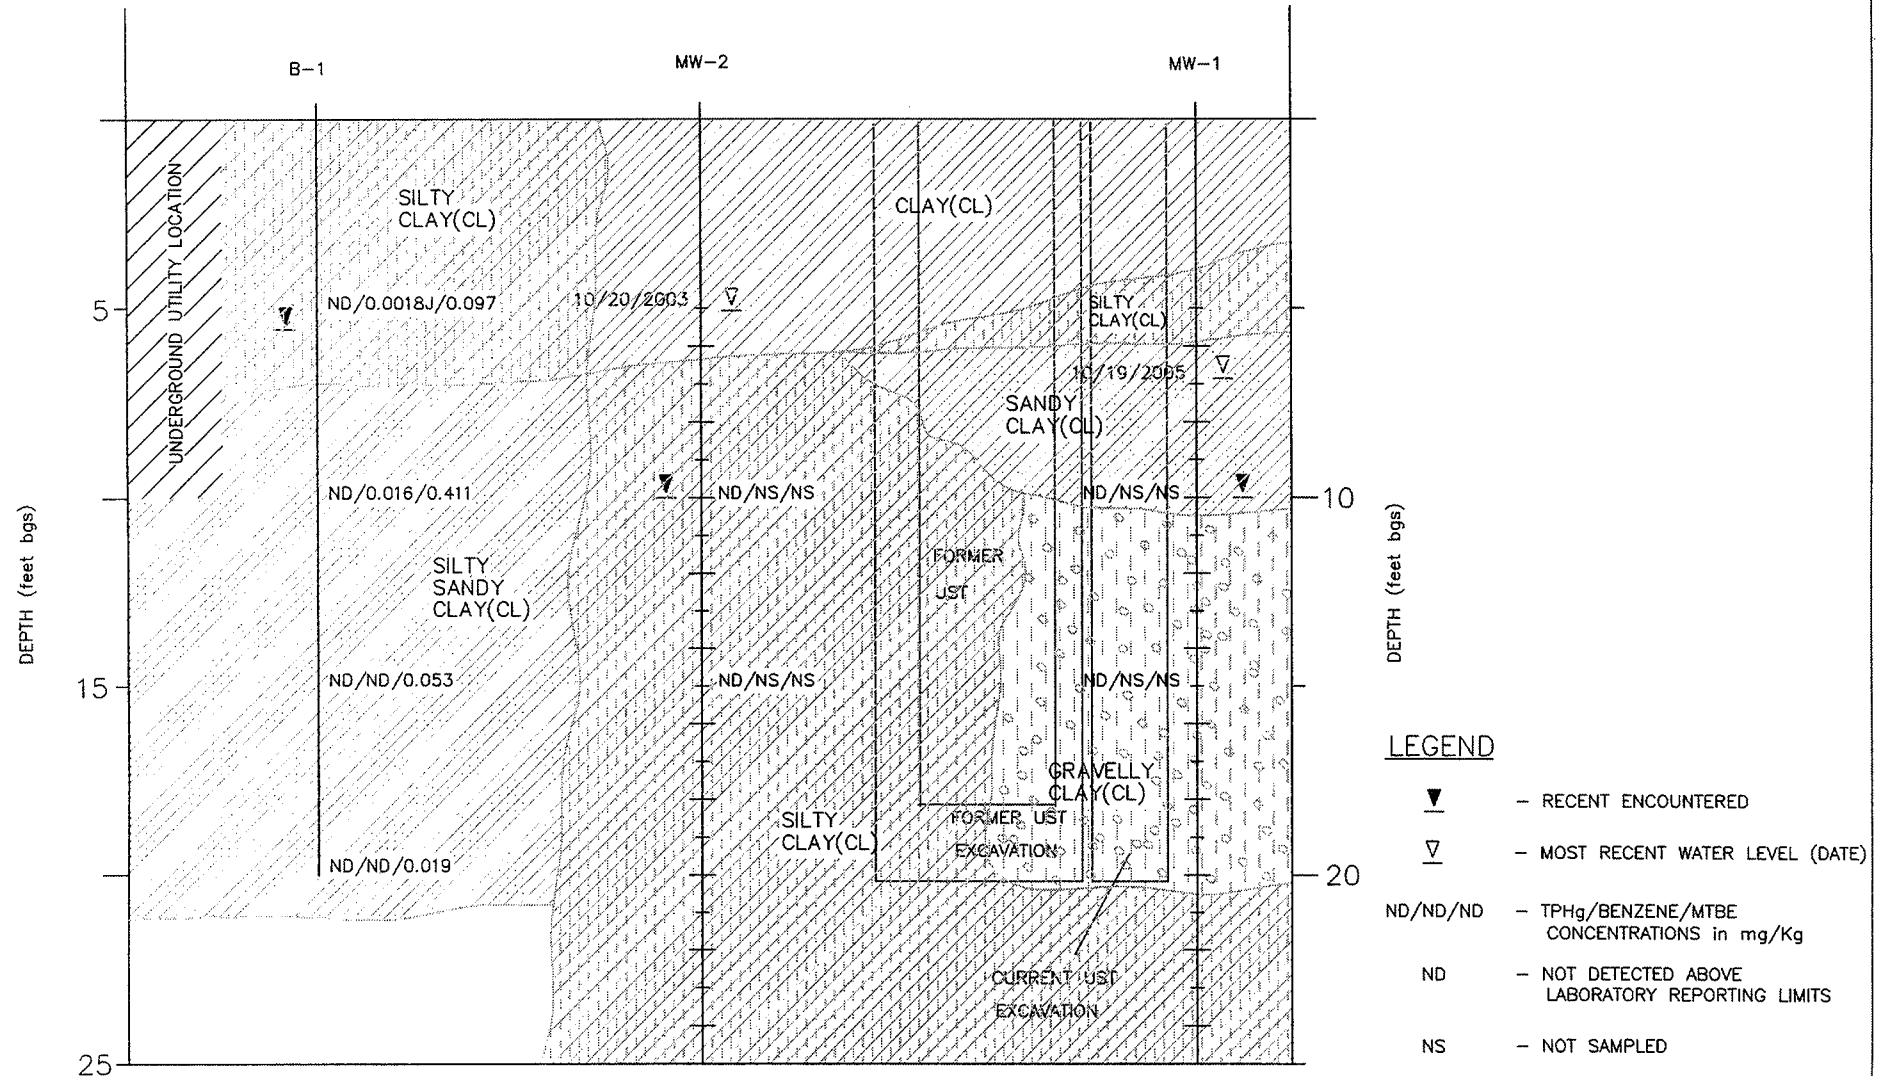 B-1
MW-2
MW-1
UNDERGROUND UTILITY LOCATION
SILTY
CLAY(CL)
CLAY(CL)
5
ND/0.0018J/0.097
10/20/2003
SILTY
CLAY(CL)
10/19/2005
SANDY
CLAY(CL)
ND/0.016/0.411
ND/NS/NS
ND/NS/NS
10
DEPTH (feet bgs)
DEPTH (feet bgs)
SILTY
SANDY
CLAY(CL)
FORMER
UST
15
ND/ND/0.053
ND/NS/NS
ND/NS/NS
GRAVELLY
CLAY(CL)
SILTY
CLAY(CL)
FORMER UST
EXCAVATION
ND/ND/0.019
20
CURRENT UST
EXCAVATION
25
LEGEND
– RECENT ENCOUNTERED
– MOST RECENT WATER LEVEL (DATE)
ND/ND/ND – TPHg/BENZENE/MTBE
CONCENTRATIONS in mg/Kg
ND – NOT DETECTED ABOVE
LABORATORY REPORTING LIMITS
NS – NOT SAMPLED